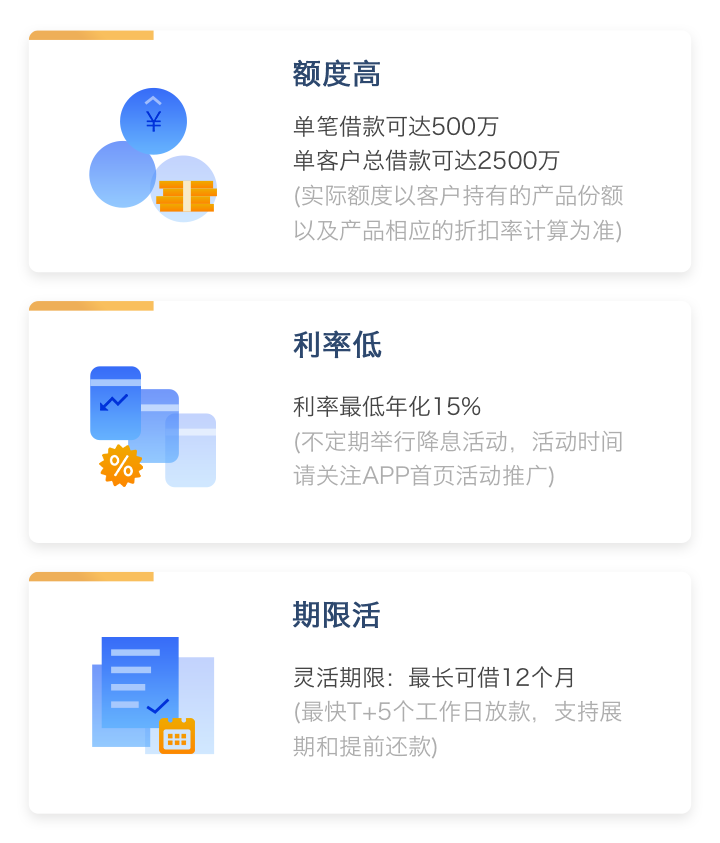 额度高
¥
单笔借款可达500万
单客户总借款可达2500万
(实际额度以客户持有的产品份额
以及产品相应的折扣率计算为准)
利率低
%
利率最低年化15%
(不定期举行降息活动，活动时间
请关注APP首页活动推广)
期限活
灵活期限：最长可借12个月
(最快T+5个工作日放款，支持展
期和提前还款)